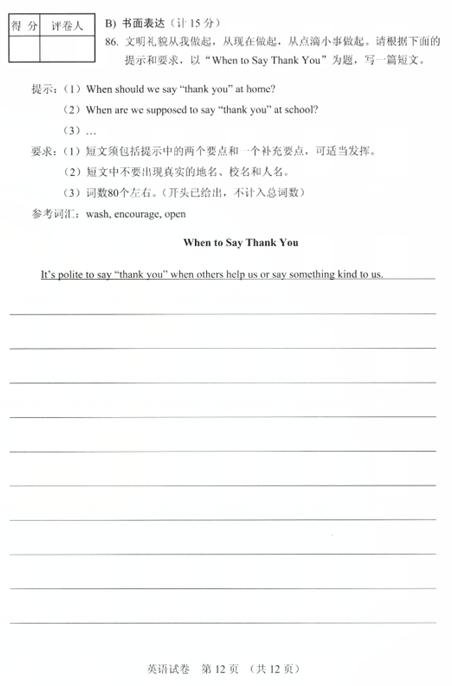 得 分 评卷人
B) 书面表达（计 15 分）
86. 文明礼貌从我做起，从现在做起，从点滴小事做起。请根据下面的
提示和要求，以“When to Say Thank You”为题，写一篇短文。
提示：（1）When should we say “thank you” at home?
（2）When are we supposed to say “thank you” at school?
（3）…
要求：（1）短文须包括提示中的两个要点和一个补充要点，可适当发挥。
（2）短文中不要出现真实的地名、校名和人名。
（3）词数80个左右。（开头已给出，不计入总词数）
参考词汇：wash, encourage, open
When to Say Thank You
It's polite to say “thank you” when others help us or say something kind to us.
英语试卷 第 12 页 （共 12 页）